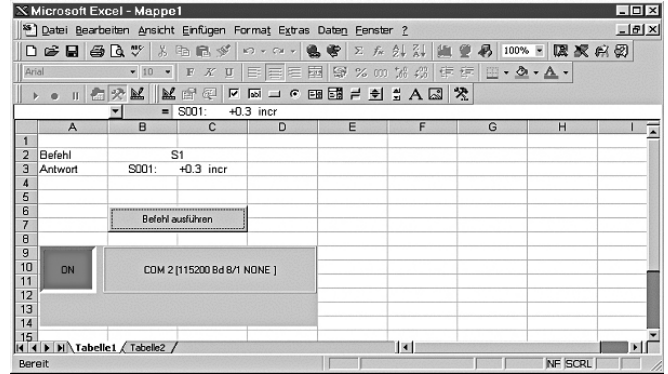 Microsoft Excel - Mappe1
Datei Bearbeiten Ansicht Einfügen Format Extras Daten Fenster ?
100%
Arial 10 F K U % 000
= S001: +0.3 incr
A B C D E F G H I
1
2 Befehl S1
3 Antwort S001: +0.3 incr
4
5
6
Befehl ausführen
7
8
9
10 ON COM 2 [115200 Bd 8/1 NONE ]
11
12
13
14
15
Tabelle1 Tabelle2
Bereit NF SCRL